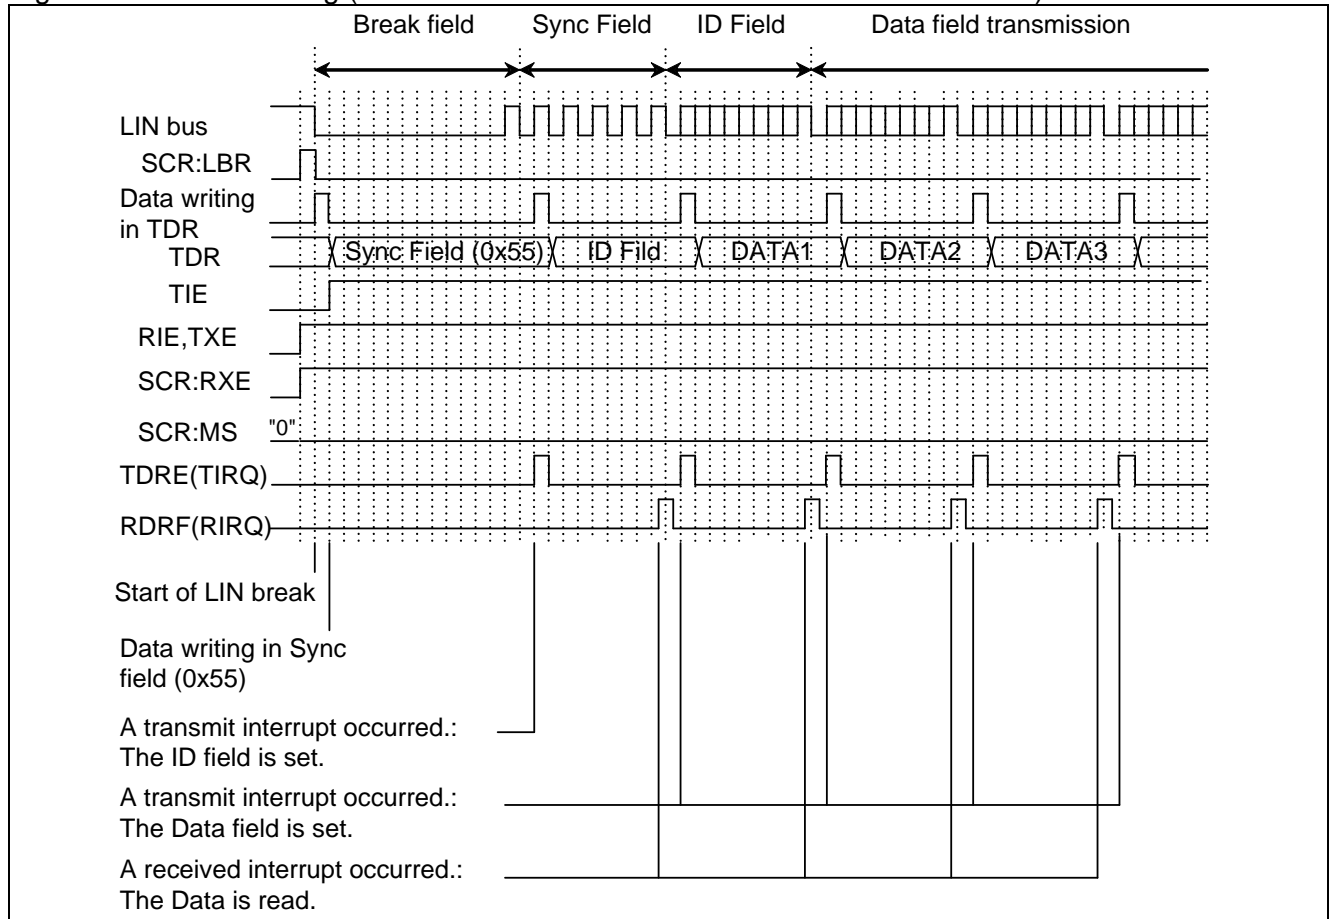 Break field Sync Field ID Field Data field transmission
LIN bus
SCR:LBR
Data writing
in TDR
TDR Sync Field (0x55) ID Fild DATA1 DATA2 DATA3
TIE
RIE,TXE
SCR:RXE
SCR:MS "0"
TDRE(TIRQ)
RDRF(RIRQ)
Start of LIN break
Data writing in Sync
field (0x55)
A transmit interrupt occurred.:
The ID field is set.
A transmit interrupt occurred.:
The Data field is set.
A received interrupt occurred.:
The Data is read.